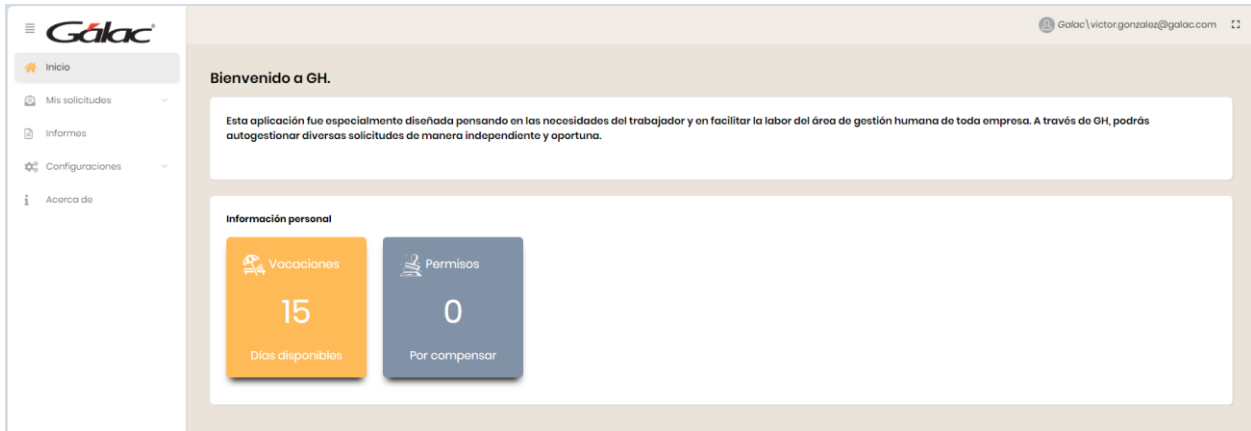 Gálac
Galac\victor.gonzalez@galac.com
Inicio
Mis solicitudes
Informes
Configuraciones
Acerca de
Bienvenido a GH.
Esta aplicación fue especialmente diseñada pensando en las necesidades del trabajador y en facilitar la labor del área de gestión humana de toda empresa. A través de GH, podrás
autogestionar diversas solicitudes de manera independiente y oportuna.
Información personal
Vacaciones
15
Días disponibles
Permisos
0
Por compensar